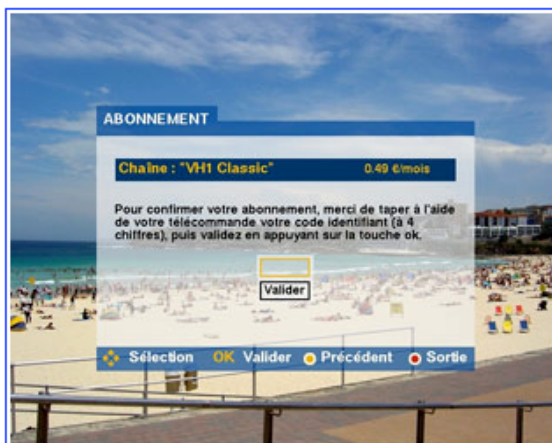 ABONNEMENT
Chaîne : "VH1 Classic" 0.49 €/mois
Pour confirmer votre abonnement, merci de taper à l'aide
de votre télécommande votre code identifiant (à 4
chiffres), puis validez en appuyant sur la touche ok.
Valider
Sélection OK Valider Précédent Sortie